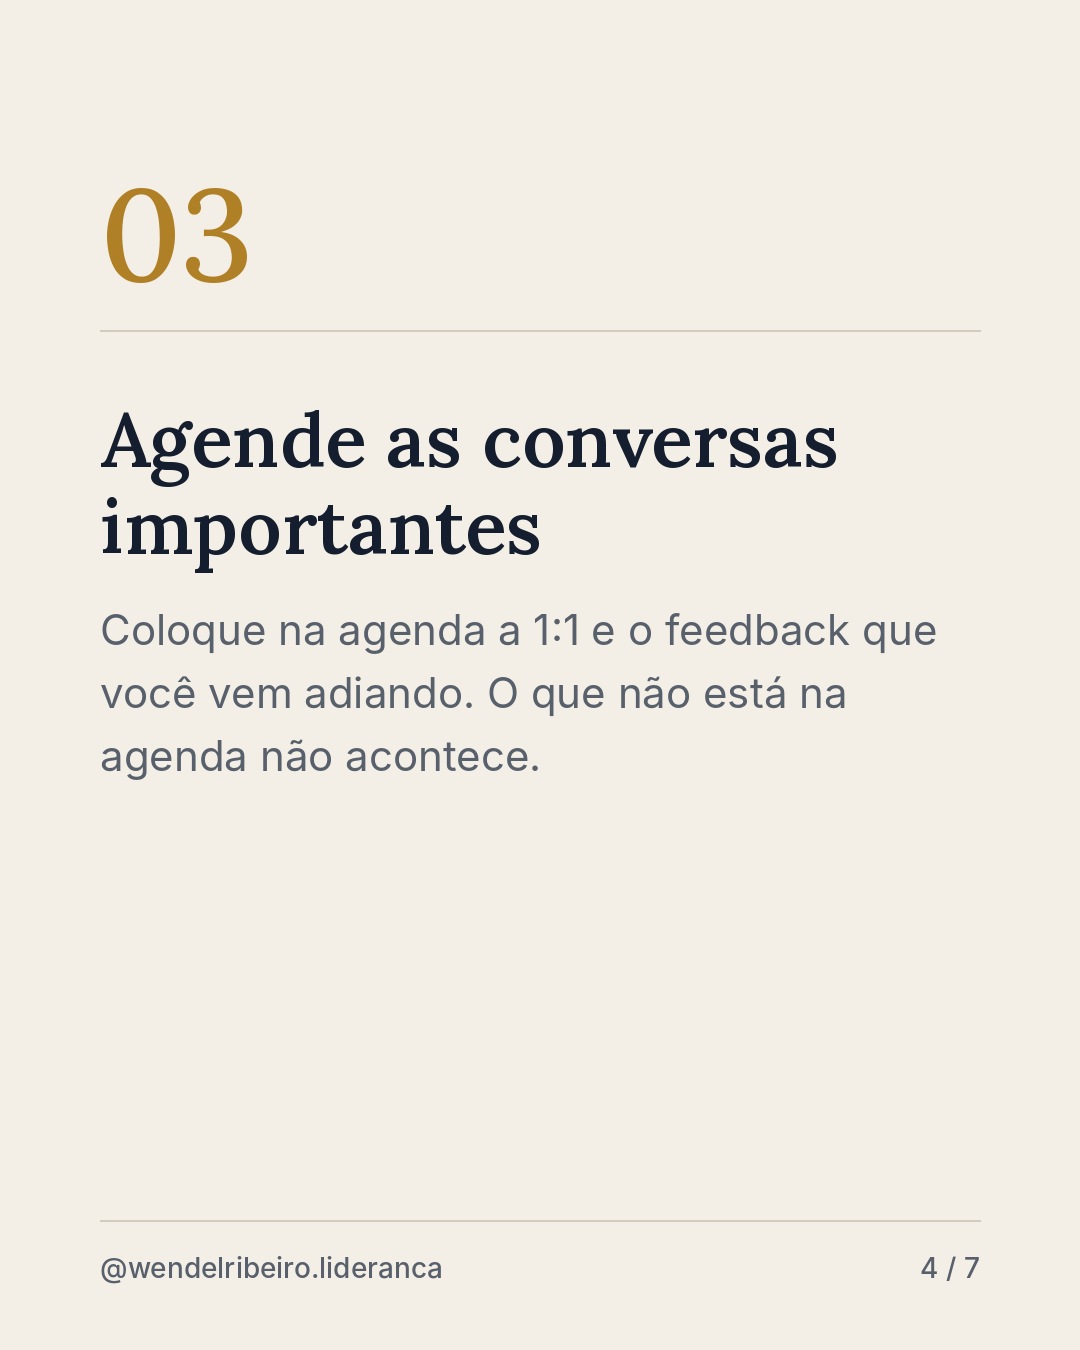 03
Agende as conversas
importantes
Coloque na agenda a 1:1 e o feedback que
você vem adiando. O que não está na
agenda não acontece.
@wendelribeiro.lideranca
4 / 7